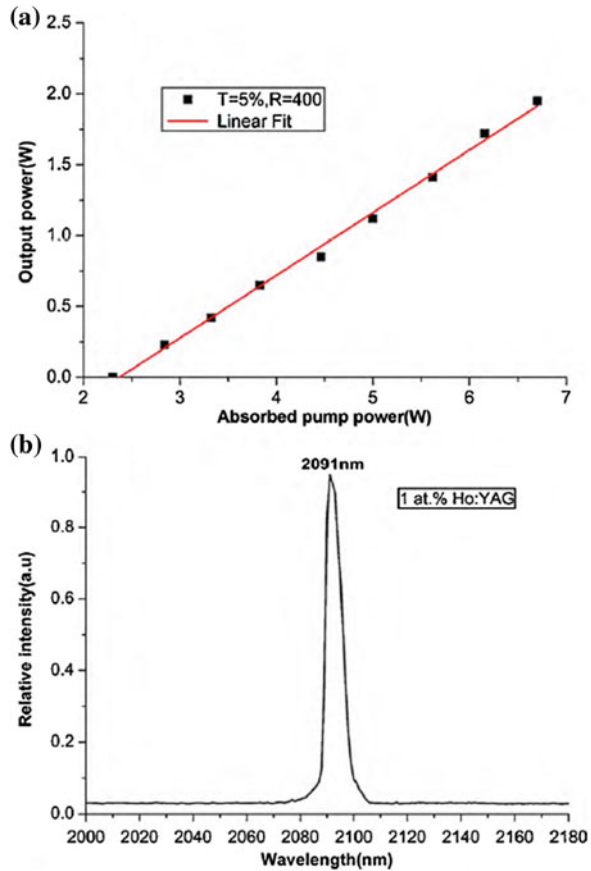 (a)
2.5
2.0
1.5
1.0
0.5
0.0
Output power(W)
T=5%,R=400
Linear Fit
2 3 4 5 6 7
Absorbed pump power(W)
(b)
1.0
0.8
0.6
0.4
0.2
0.0
Relative intensity(a.u)
2091nm
1 at.% Ho:YAG
2000 2020 2040 2060 2080 2100 2120 2140 2160 2180
Wavelength(nm)